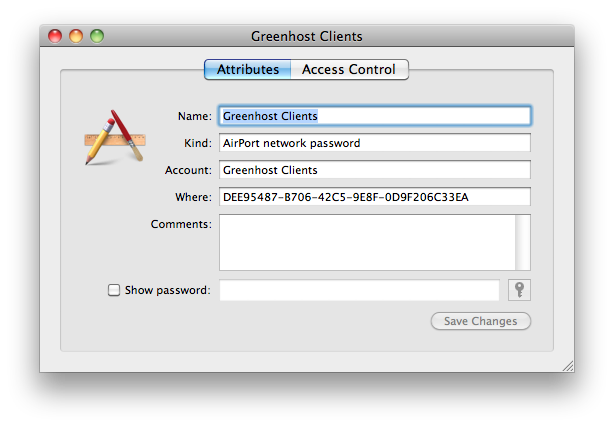 Greenhost Clients
Attributes Access Control
Name: Greenhost Clients
Kind: AirPort network password
Account: Greenhost Clients
Where: DEE95487-B706-42C5-9E8F-0D9F206C33EA
Comments:
Show password:
Save Changes